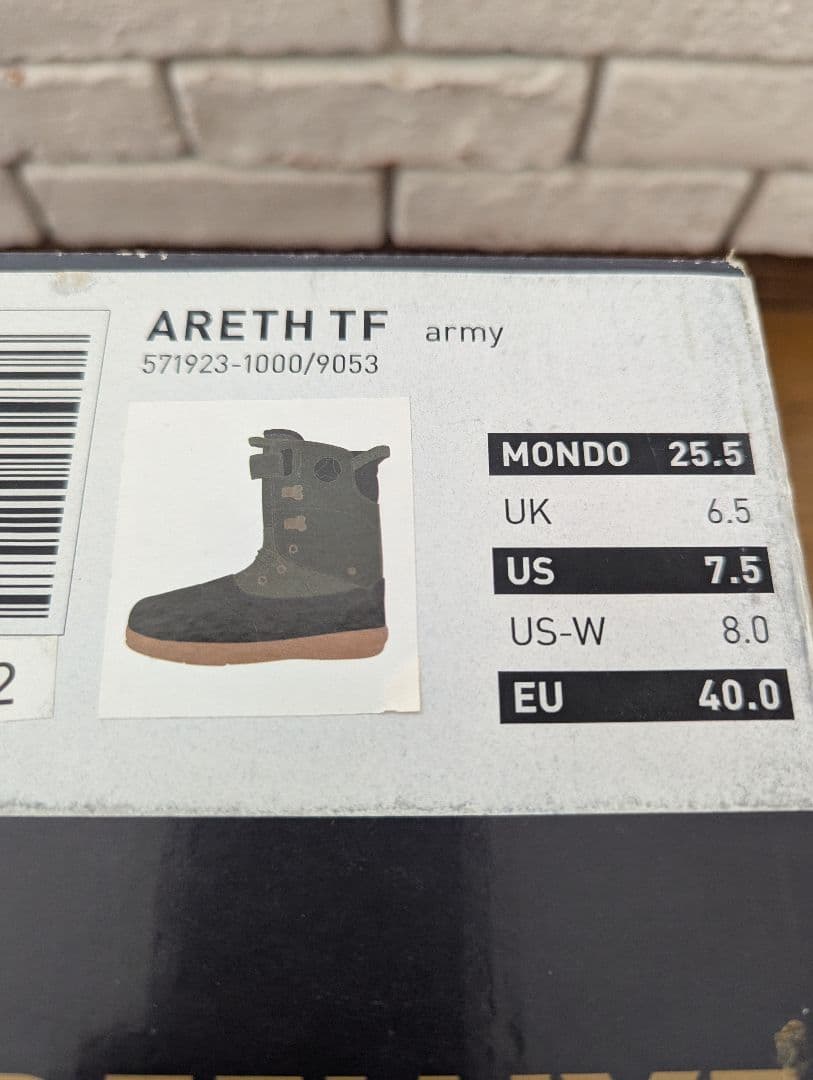 ARETH TF army
571923-1000/9053
MONDO 25.5
UK 6.5
US 7.5
US-W 8.0
EU 40.0
2